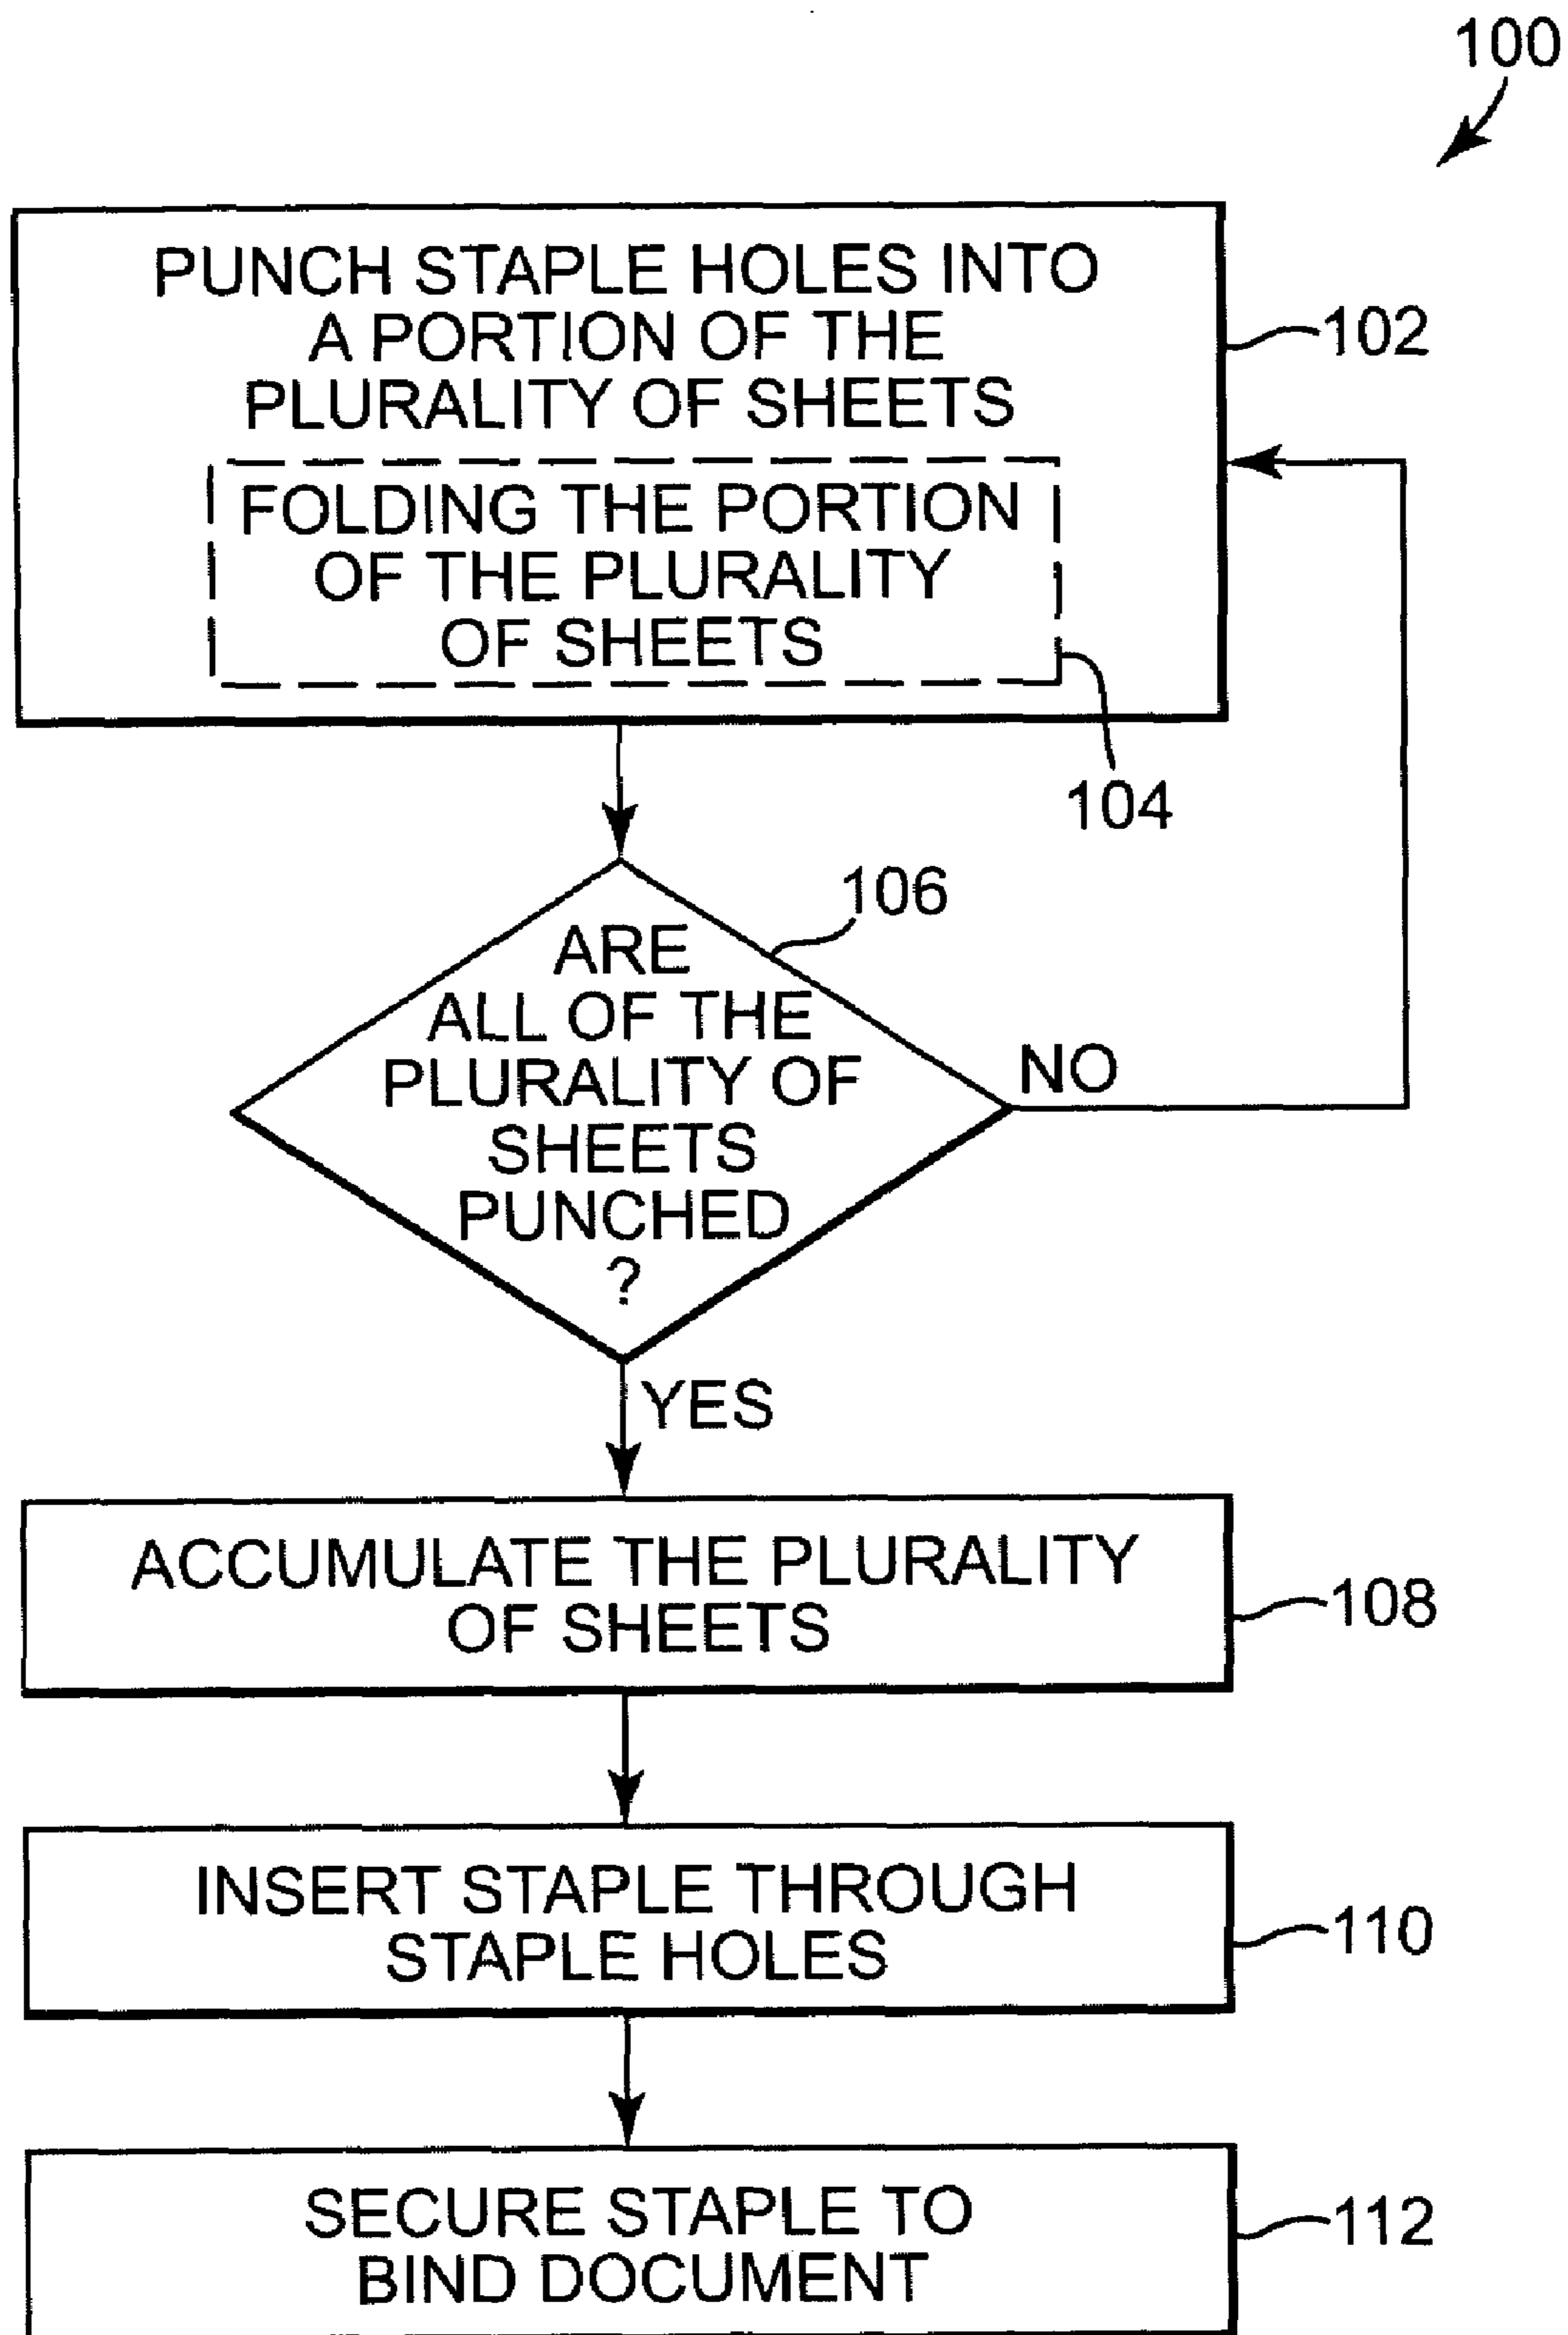 100
PUNCH STAPLE HOLES INTO
A PORTION OF THE
PLURALITY OF SHEETS
102
FOLDING THE PORTION
OF THE PLURALITY
OF SHEETS
104
106
ARE
ALL OF THE
PLURALITY OF
SHEETS
PUNCHED
?
NO
YES
ACCUMULATE THE PLURALITY
OF SHEETS
108
INSERT STAPLE THROUGH
STAPLE HOLES
110
SECURE STAPLE TO
BIND DOCUMENT
112